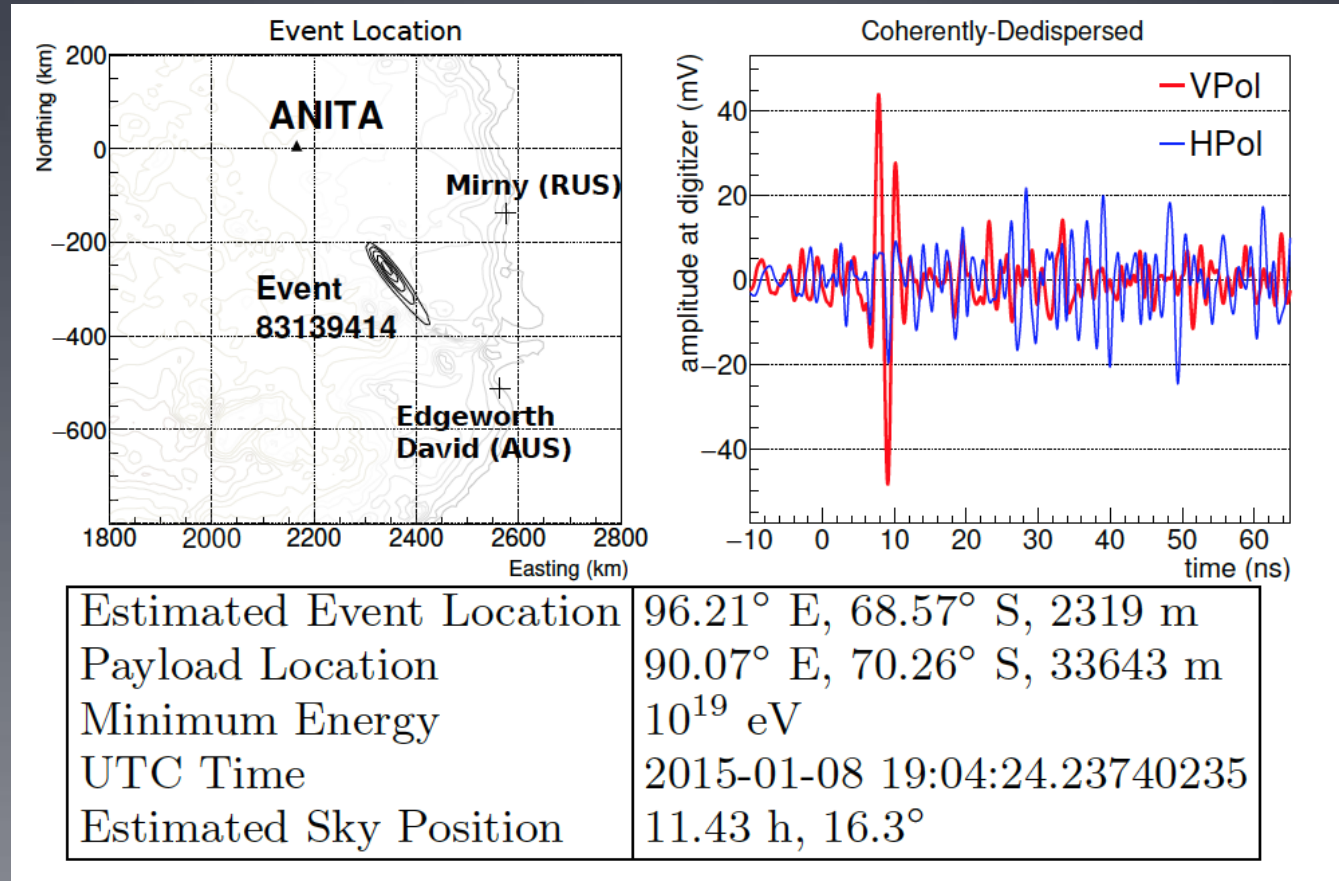 Event Location
Northing (km)
200
0
−200
−400
−600
ANITA
Mirny (RUS)
Event
83139414
Edgeworth
David (AUS)
1800 2000 2200 2400 2600 2800
Easting (km)
Coherently-Dedispersed
amplitude at digitizer (mV)
40
20
0
−20
−40
VPol
HPol
−10 0 10 20 30 40 50 60
time (ns)
Estimated Event Location 96.21° E, 68.57° S, 2319 m
Payload Location 90.07° E, 70.26° S, 33643 m
Minimum Energy 10¹⁹ eV
UTC Time 2015-01-08 19:04:24.23740235
Estimated Sky Position 11.43 h, 16.3°